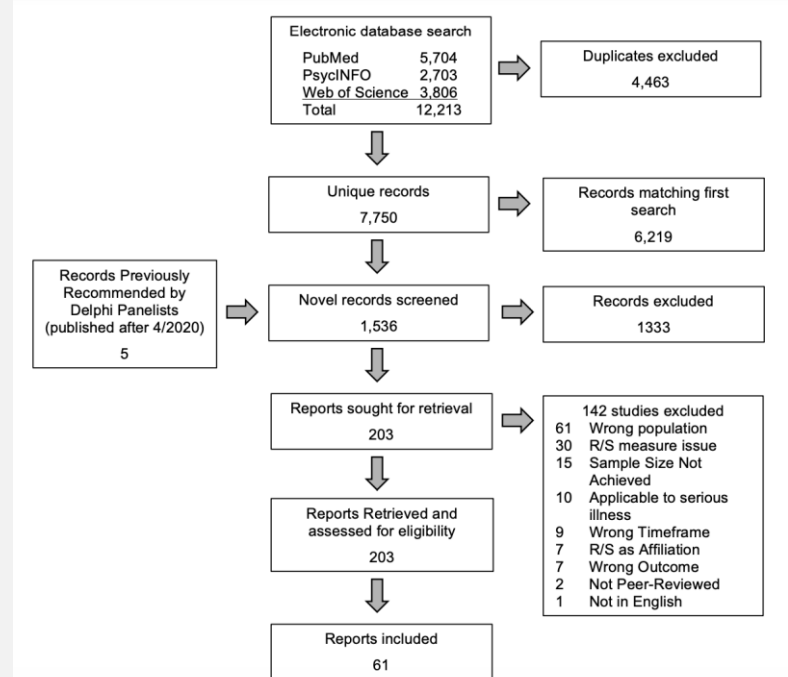 Electronic database search
PubMed 5,704
PsycINFO 2,703
Web of Science 3,806
Total 12,213
Duplicates excluded
4,463
Unique records
7,750
Records matching first
search
6,219
Records Previously
Recommended by
Delphi Panelists
(published after 4/2020)
5
Novel records screened
1,536
Records excluded
1333
Reports sought for retrieval
203
142 studies excluded
61 Wrong population
30 R/S measure issue
15 Sample Size Not
Achieved
10 Applicable to serious
illness
9 Wrong Timeframe
7 R/S as Affiliation
7 Wrong Outcome
2 Not Peer-Reviewed
1 Not in English
Reports Retrieved and
assessed for eligibility
203
Reports included
61